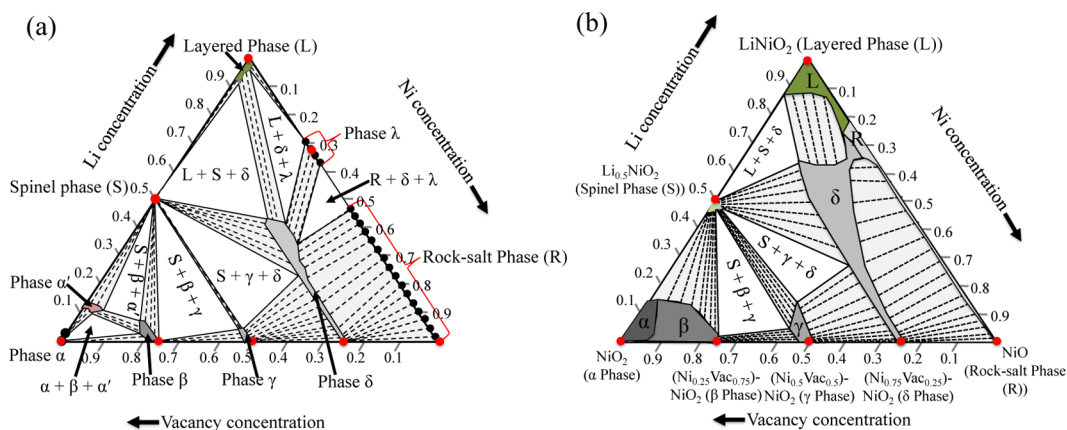 (a)
Layered Phase (L)
Li concentration
Ni concentration
0.9
0.8
0.7
0.6
0.5
0.4
0.3
0.2
0.1
0.1
0.2
0.3
0.4
0.5
0.6
0.7
0.8
0.9
Phase λ
L + δ + λ
L + S + δ
R + δ + λ
Spinel phase (S)
Rock-salt Phase (R)
S + γ + δ
S + β + γ
S + β + α
Phase α'
Phase α
0.9
0.8
0.7
0.6
0.5
0.4
0.3
0.2
0.1
α + β + α'
Phase β
Phase γ
Phase δ
Vacancy concentration
(b)
LiNiO2 (Layered Phase (L))
Li concentration
Ni concentration
L
0.9
0.8
0.7
0.6
0.5
0.4
0.3
0.2
0.1
0.1
0.2
0.3
0.4
0.5
0.6
0.7
0.8
0.9
R
L + S + δ
Li0.5NiO2
(Spinel Phase (S))
δ
S + γ + δ
S + β + γ
α
β
γ
0.9
0.8
0.7
0.6
0.5
0.4
0.3
0.2
0.1
NiO2
(α Phase)
(Ni0.25Vac0.75)-
NiO2 (β Phase)
(Ni0.5Vac0.5)-
NiO2 (γ Phase)
(Ni0.75Vac0.25)-
NiO2 (δ Phase)
NiO
(Rock-salt Phase
(R))
Vacancy concentration